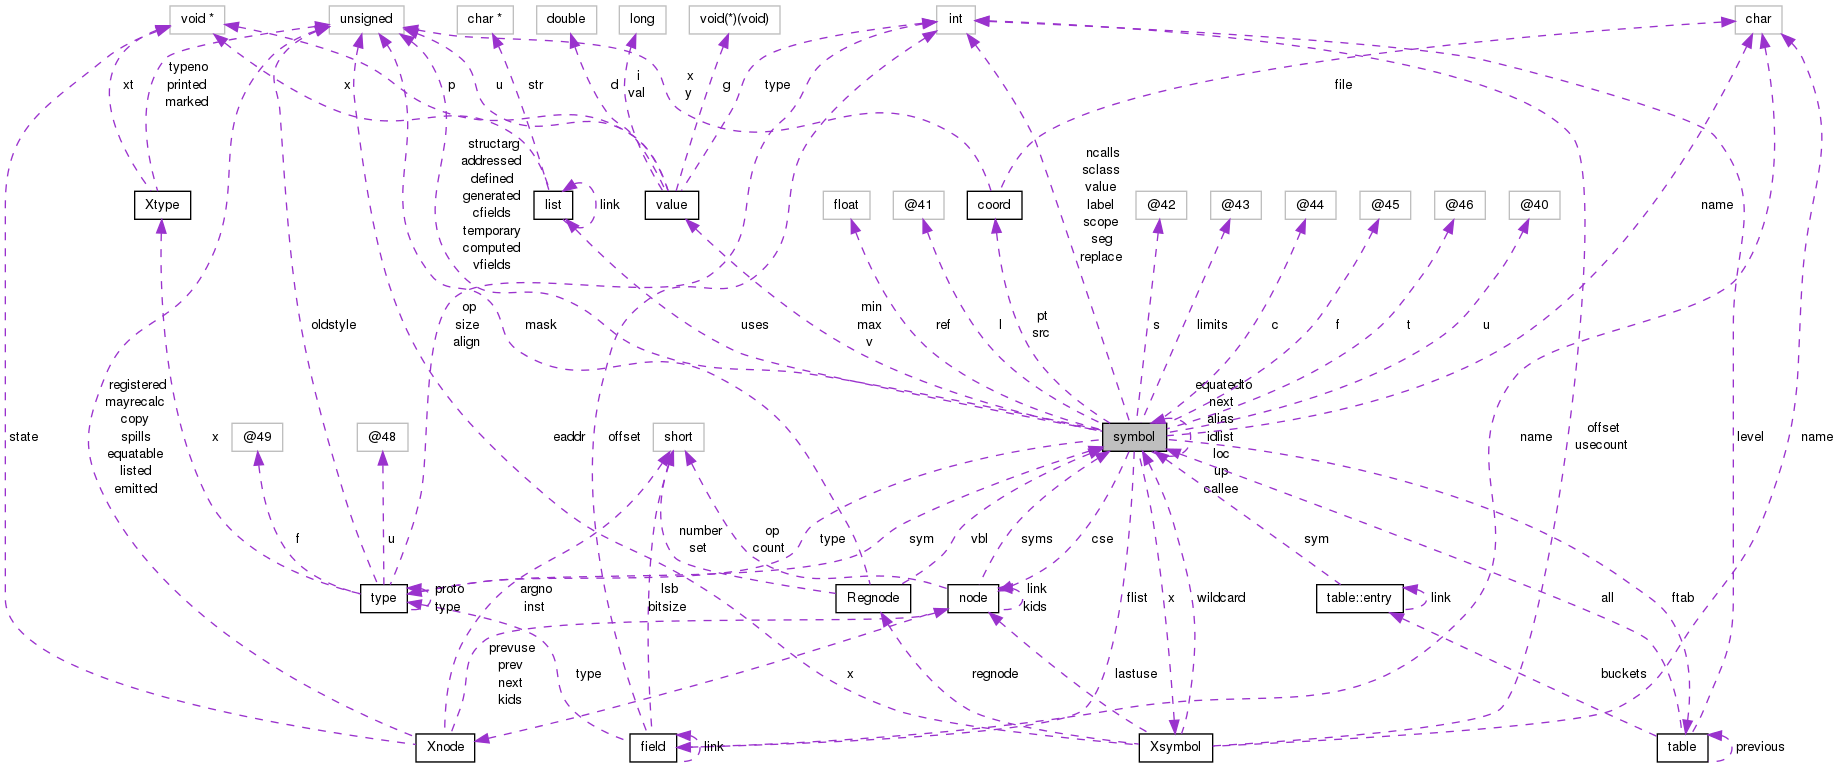 void *
unsigned
char *
double
long
void(*)(void)
int
char
xt
typeno
printed
marked
x
p
u
str
d
i
val
x
y
g
type
file
structarg
addressed
defined
generated
cfields
temporary
computed
vfields
ncalls
sclass
value
label
scope
seg
replace
Xtype
list
link
value
float
@41
coord
@42
@43
@44
@45
@46
@40
name
oldstyle
op
size
align
mask
uses
min
max
v
ref
l
pt
src
s
limits
c
f
t
u
registered
mayrecalc
copy
spills
equatable
listed
emitted
equatedto
next
alias
idlist
loc
up
callee
state
x
@49
@48
eaddr
offset
short
symbol
name
offset
usecount
level
name
f
u
number
set
op
count
type
sym
vbl
syms
cse
sym
type
proto
type
argno
inst
lsb
bitsize
Regnode
node
link
kids
flist
x
wildcard
table::entry
link
all
ftab
prevuse
prev
next
kids
type
x
regnode
lastuse
buckets
Xnode
field
link
Xsymbol
table
previous